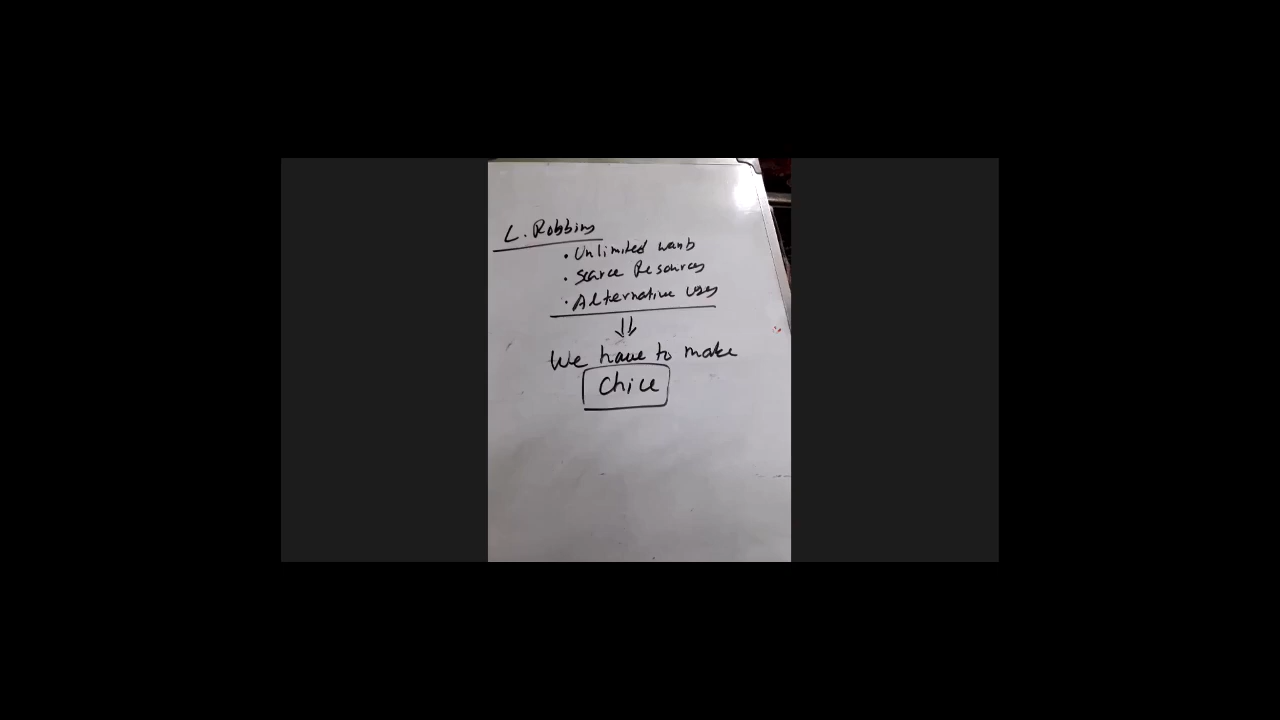 L. Robbins
• Unlimited wants
• Scarce Resources
• Alternative uses
We have to make
Chice